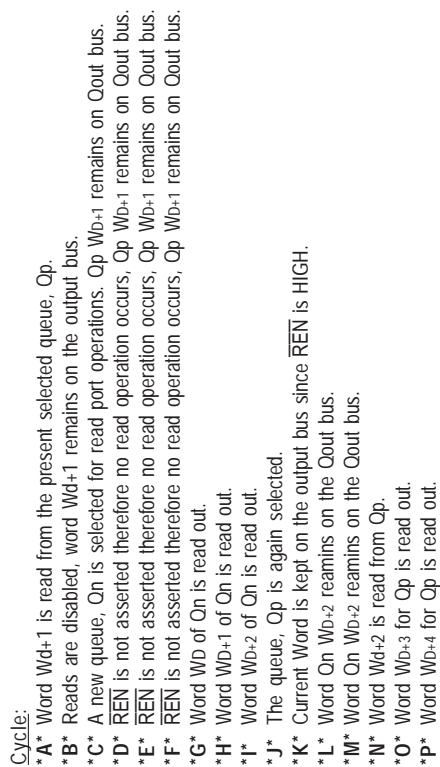 Cycle:
*A* Word Wd+1 is read from the present selected queue, Qp.
*B* Reads are disabled, word Wd+1 remains on the output bus.
*C* A new queue, Qn is selected for read port operations. Qp WD+1 remains on Qout bus.
*D* REN is not asserted therefore no read operation occurs, Qp WD+1 remains on Qout bus.
*E* REN is not asserted therefore no read operation occurs, Qp WD+1 remains on Qout bus.
*F* REN is not asserted therefore no read operation occurs, Qp WD+1 remains on Qout bus.
*G* Word WD of Qn is read out.
*H* Word WD+1 of Qn is read out.
*I* Word WD+2 of Qn is read out.
*J* The queue, Qp is again selected.
*K* Current Word is kept on the output bus since REN is HIGH.
*L* Word Qn WD+2 reamins on the Qout bus.
*M* Word Qn WD+2 reamins on the Qout bus.
*N* Word Wd+2 is read from Qp.
*O* Word WD+3 for Qp is read out.
*P* Word WD+4 for Qp is read out.